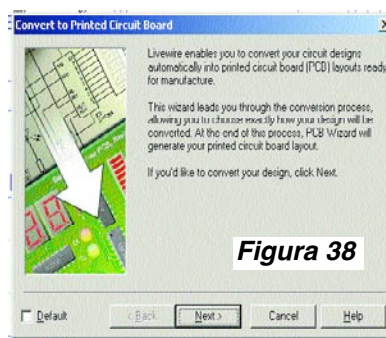 Convert to Printed Circuit Board
Livewire enables you to convert your circuit designs
automatically into printed circuit board (PCB) layouts ready
for manufacture.
This wizard leads you through the conversion process,
allowing you to choose exactly how your design will be
converted. At the end of this process, PCB Wizard will
generate your printed circuit board layout.
If you'd like to convert your design, click Next.
Figura 38
Default
< Back
Next >
Cancel
Help